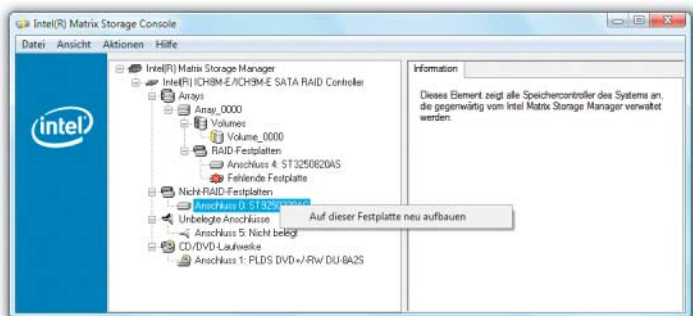 Intel(R) Matrix Storage Console
Datei Ansicht Aktionen Hilfe
intel
Intel(R) Matrix Storage Manager
Intel(R) ICH8M-E/ICH9M-E SATA RAID Controller
Arrays
Array_0000
Volumes
Volume_0000
RAID-Festplatten
Anschluss 4: ST3250820AS
Fehlende Festplatte
Nicht-RAID-Festplatten
Anschluss 0:
Auf dieser Festplatte neu aufbauen
Unbelegte Anschlüsse
Anschluss 5: Nicht belegt
CD/DVD-Laufwerke
Anschluss 1: PLDS DVD+/-RW DU-8A2S
Information
Dieses Element zeigt alle Speichercontroller des Systems an,
die gegenwärtig vom Intel Matrix Storage Manager verwaltet
werden.